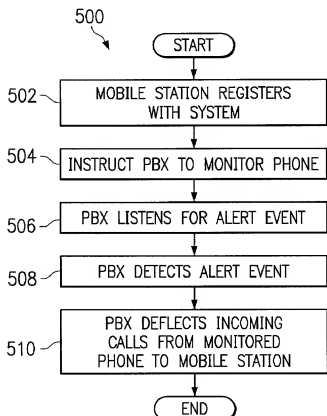 500
START
502
MOBILE STATION REGISTERS
WITH SYSTEM
504
INSTRUCT PBX TO MONITOR PHONE
506
PBX LISTENS FOR ALERT EVENT
508
PBX DETECTS ALERT EVENT
510
PBX DEFLECTS INCOMING
CALLS FROM MONITORED
PHONE TO MOBILE STATION
END